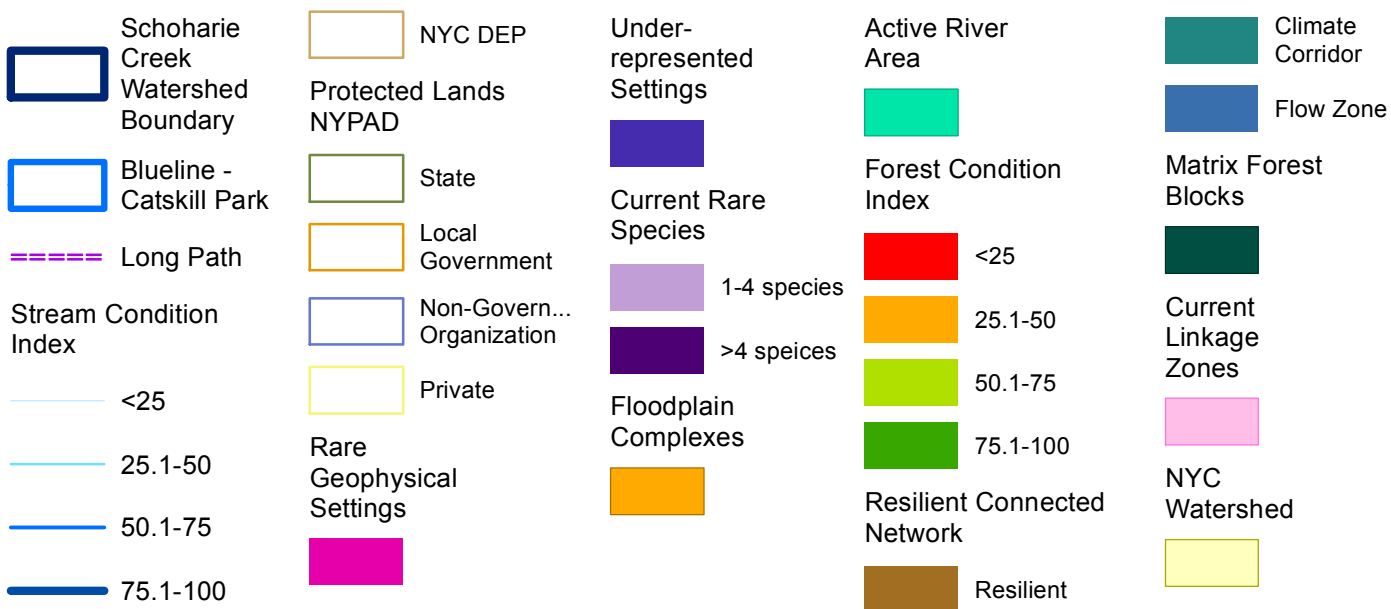 Schoharie
Creek
Watershed
Boundary
Blueline -
Catskill Park
Long Path
Stream Condition
Index
<25
25.1-50
50.1-75
75.1-100
NYC DEP
Protected Lands
NYPAD
State
Local
Government
Non-Govern...
Organization
Private
Rare
Geophysical
Settings
Under-
represented
Settings
Current Rare
Species
1-4 species
>4 speices
Floodplain
Complexes
Active River
Area
Forest Condition
Index
<25
25.1-50
50.1-75
75.1-100
Resilient Connected
Network
Resilient
Climate
Corridor
Flow Zone
Matrix Forest
Blocks
Current
Linkage
Zones
NYC
Watershed